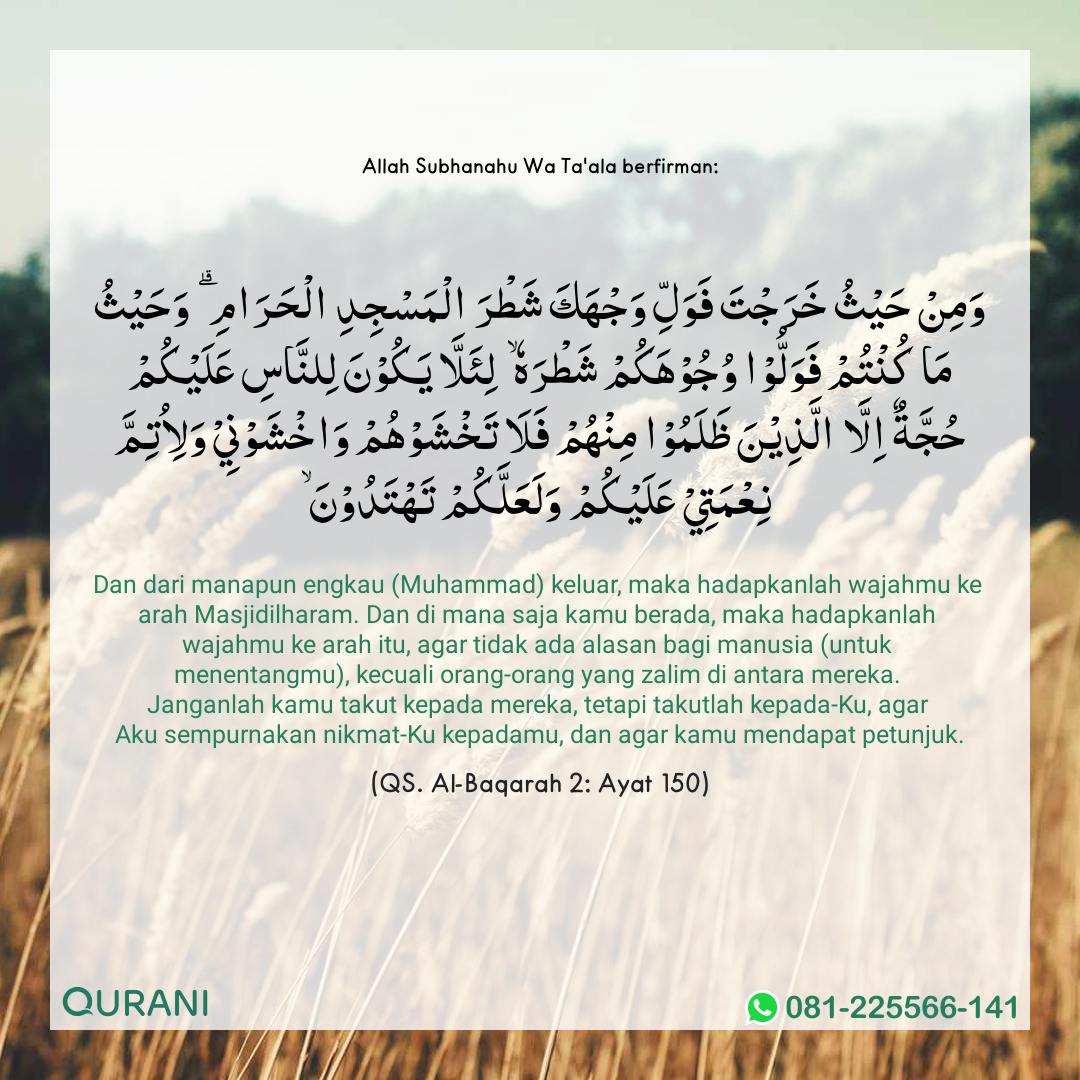 Allah Subhanahu Wa Ta'ala berfirman:
وَمِنْ حَيْثُ خَرَجْتَ فَوَلِّ وَجْهَكَ شَطْرَ الْمَسْجِدِ الْحَرَامِ ۗ وَحَيْثُ
مَا كُنْتُمْ فَوَلُّوْا وُجُوْهَكُمْ شَطْرَهٗ ۙ لِئَلَّا يَكُوْنَ لِلنَّاسِ عَلَيْكُمْ
حُجَّةٌ اِلَّا الَّذِيْنَ ظَلَمُوْا مِنْهُمْ فَلَا تَخْشَوْهُمْ وَاخْشَوْنِيْ وَلِاُتِمَّ
نِعْمَتِيْ عَلَيْكُمْ وَلَعَلَّكُمْ تَهْتَدُوْنَ ۙ
Dan dari manapun engkau (Muhammad) keluar, maka hadapkanlah wajahmu ke
arah Masjidilharam. Dan di mana saja kamu berada, maka hadapkanlah
wajahmu ke arah itu, agar tidak ada alasan bagi manusia (untuk
menentangmu), kecuali orang-orang yang zalim di antara mereka.
Janganlah kamu takut kepada mereka, tetapi takutlah kepada-Ku, agar
Aku sempurnakan nikmat-Ku kepadamu, dan agar kamu mendapat petunjuk.
(QS. Al-Baqarah 2: Ayat 150)
QURANI
081-225566-141